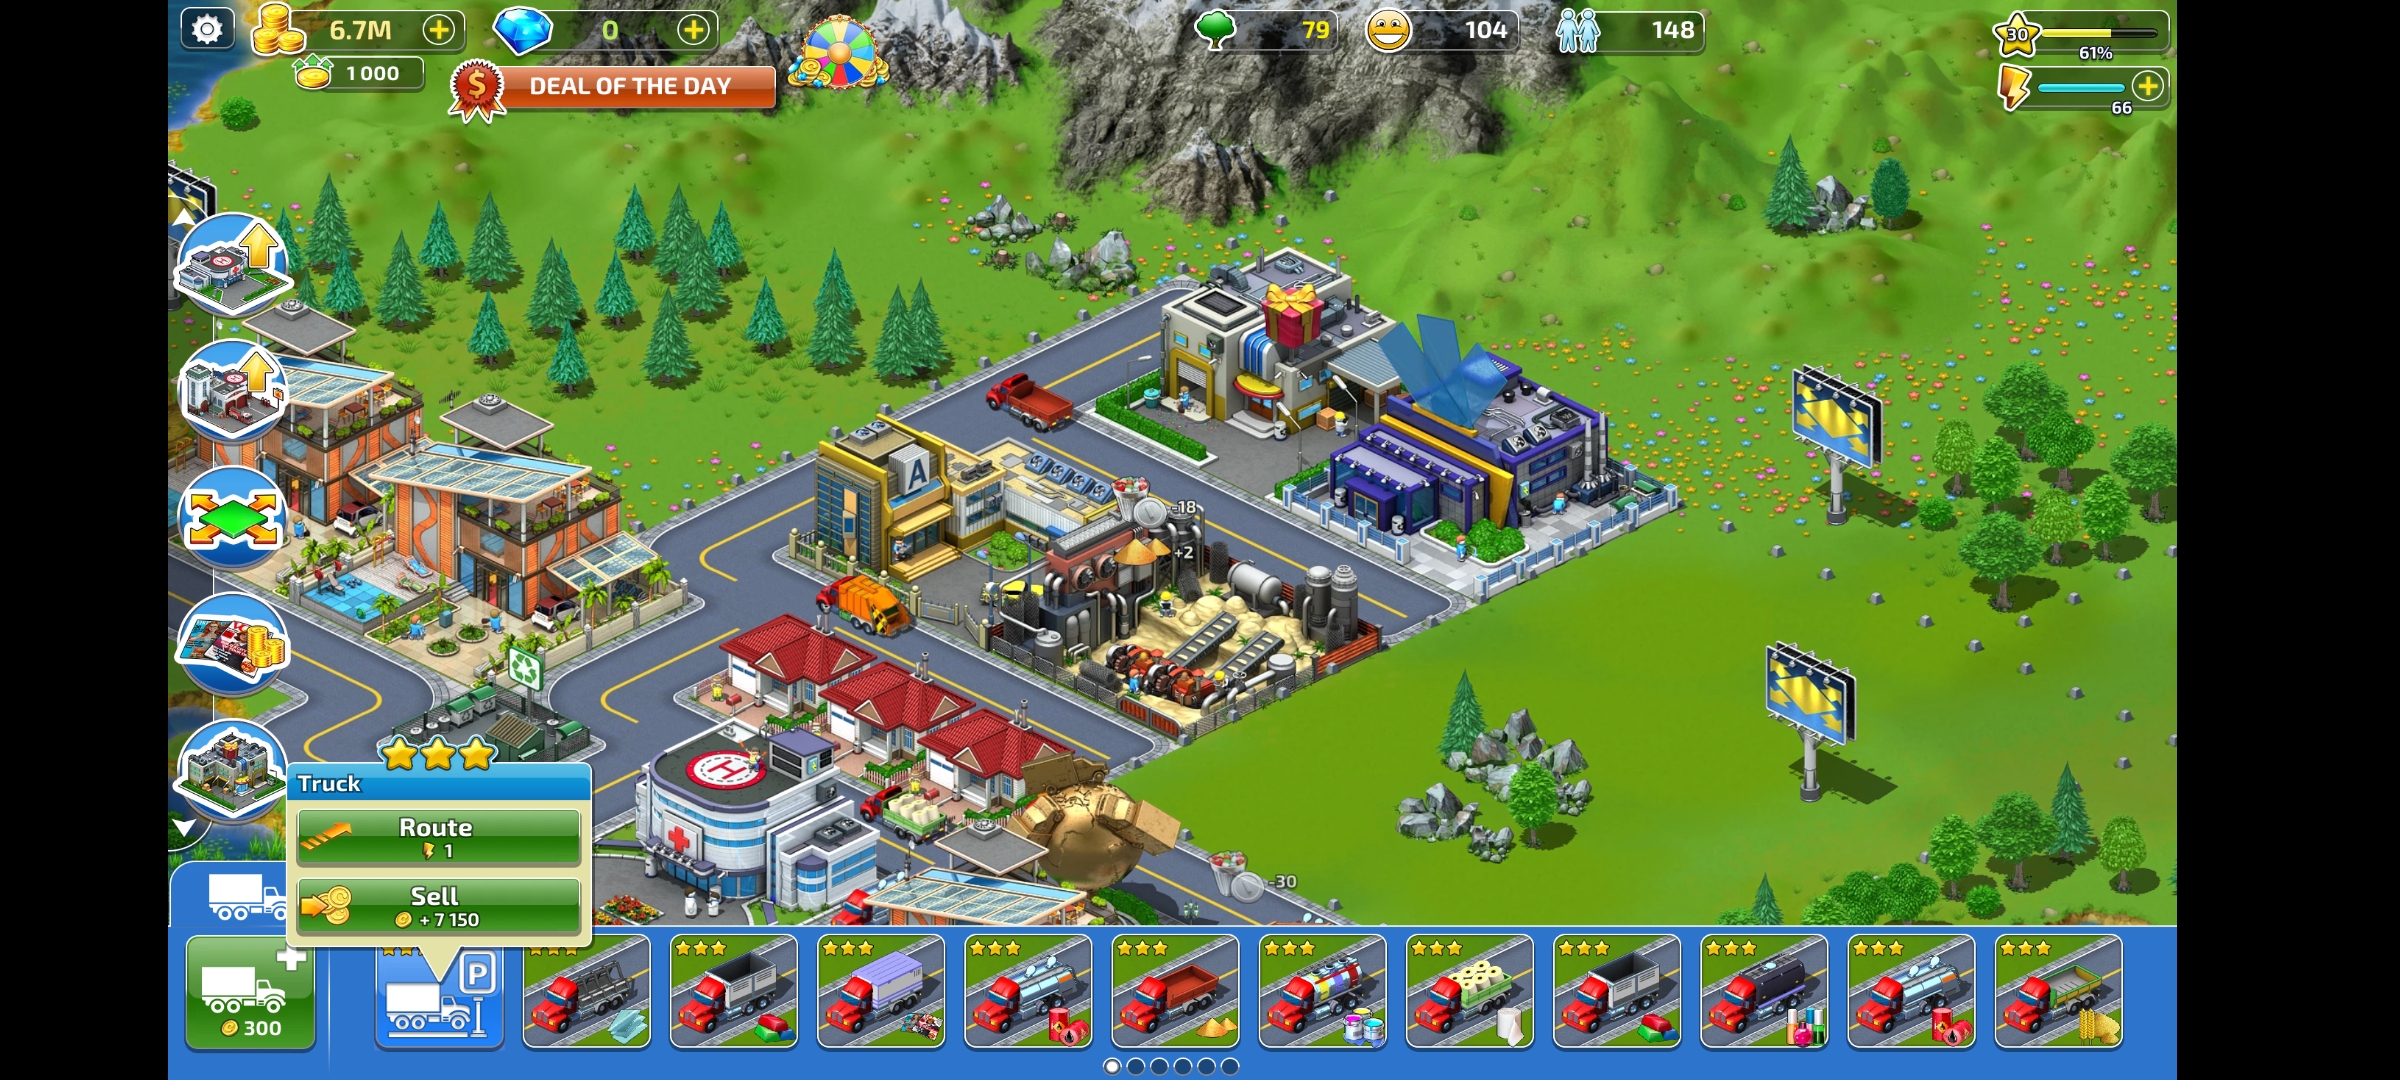 6.7M
0
79
104
148
30
61%
1 000
DEAL OF THE DAY
66
A
-18
+2
H
Truck
Route
1
Sell
+ 7 150
-30
P
300